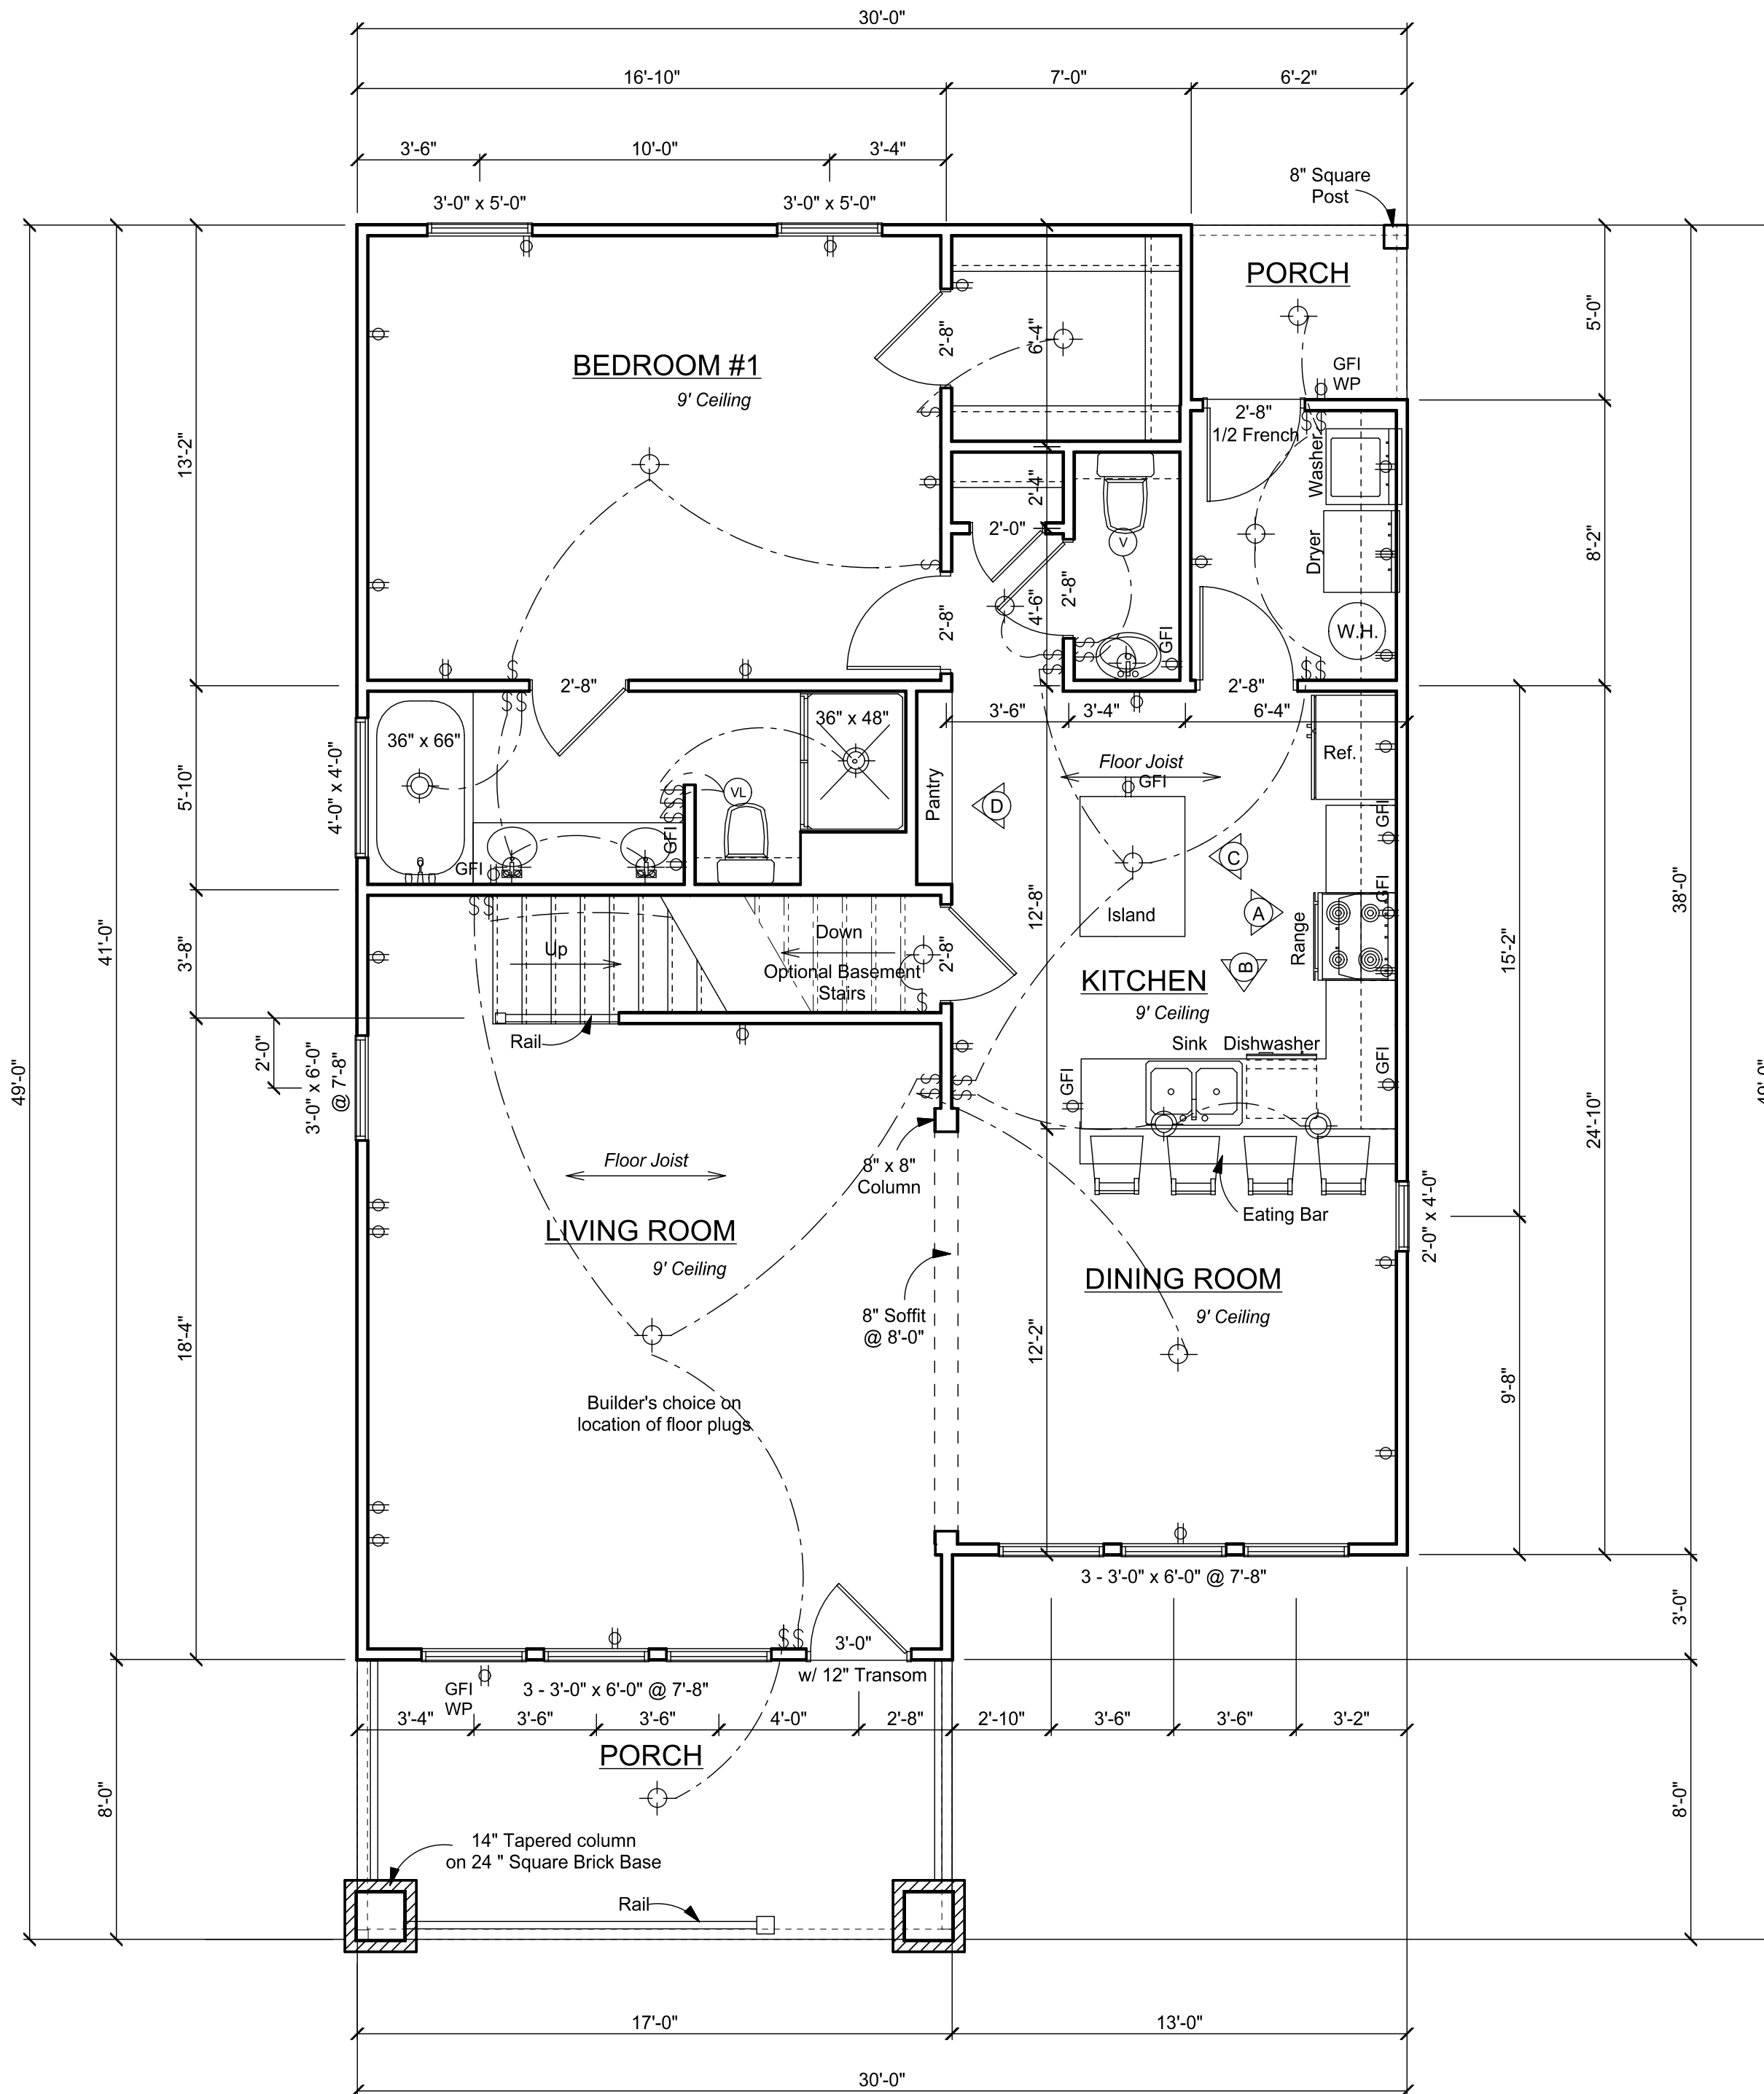 30'-0"
16'-10"
7'-0"
6'-2"
3'-6"
10'-0"
3'-4"
8" Square
Post
3'-0" x 5'-0"
3'-0" x 5'-0"
PORCH
5'-0"
BEDROOM #1
9' Ceiling
2'-8"
6'-4"
GFI
WP
2'-8"
1/2 French
Washer
13'-2"
2'-4"
2'-0"
V
Dryer
8'-2"
2'-8"
4'-6"
2'-8"
GFI
W.H.
2'-8"
2'-8"
3'-6"
3'-4"
6'-4"
36" x 66"
36" x 48"
Floor Joist
GFI
Ref.
4'-0" x 4'-0"
5'-10"
VL
Pantry
D
GFI
GFI
GFI
C
GFI
Island
A
Range
B
12'-8"
41'-0"
3'-8"
Up
Down
Optional Basement
Stairs
2'-8"
KITCHEN
9' Ceiling
15'-2"
38'-0"
Rail
Sink
Dishwasher
49'-0"
2'-0"
3'-0" x 6'-0"
@ 7'-8"
GFI
GFI
24'-10"
49'-0"
Floor Joist
8" x 8"
Column
Eating Bar
2'-0" x 4'-0"
LIVING ROOM
9' Ceiling
DINING ROOM
9' Ceiling
8" Soffit
@ 8'-0"
18'-4"
12'-2"
9'-8"
Builder's choice on
location of floor plugs
3 - 3'-0" x 6'-0" @ 7'-8"
3'-0"
3'-0"
w/ 12" Transom
GFI
WP
3 - 3'-0" x 6'-0" @ 7'-8"
3'-4"
3'-6"
3'-6"
4'-0"
2'-8"
2'-10"
3'-6"
3'-6"
3'-2"
PORCH
8'-0"
8'-0"
14" Tapered column
on 24 " Square Brick Base
Rail
17'-0"
13'-0"
30'-0"